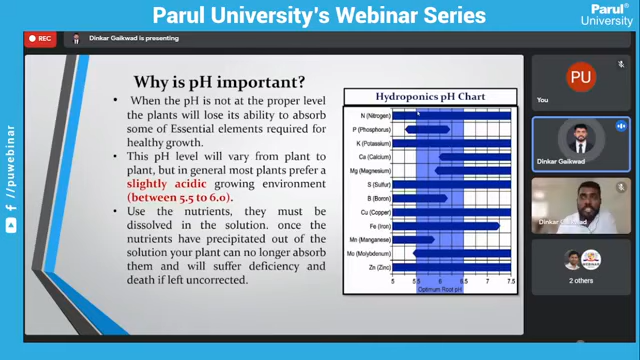 Parul University's Webinar Series
Parul®
University
REC
Dinkar Gaikwad is presenting
Why is pH important?
• When the pH is not at the proper level
the plants will lose its ability to absorb
some of Essential elements required for
healthy growth.
• This pH level will vary from plant to
plant, but in general most plants prefer a
slightly acidic growing environment
(between 5.5 to 6.0).
• Use the nutrients, they must be
dissolved in the solution. once the
nutrients have precipitated out of the
solution your plant can no longer absorb
them and will suffer deficiency and
death if left uncorrected.
Hydroponics pH Chart
N (Nitrogen)
P (Phosphorus)
K (Potassium)
Ca (Calcium)
Mg (Magnesium)
S (Sulfur)
B (Boron)
Cu (Copper)
Fe (Iron)
Mn (Manganese)
Mo (Molybdenum)
Zn (Zinc)
5 5.5 6 6.5 7 7.5
Optimum Root pH
PU
You
Dinkar Gaikwad
Dinkar Gaikwad
2 others
/puwebinar